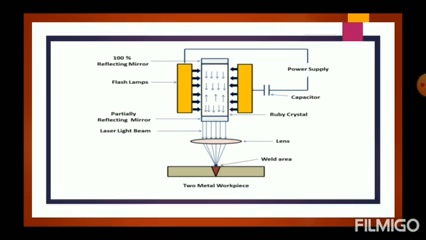 100 %
Reflecting Mirror
Flash Lamps
Power Supply
Capacitor
Partially
Reflecting Mirror
Ruby Crystal
Laser Light Beam
Lens
Weld area
Two Metal Workpiece
FILMIGO